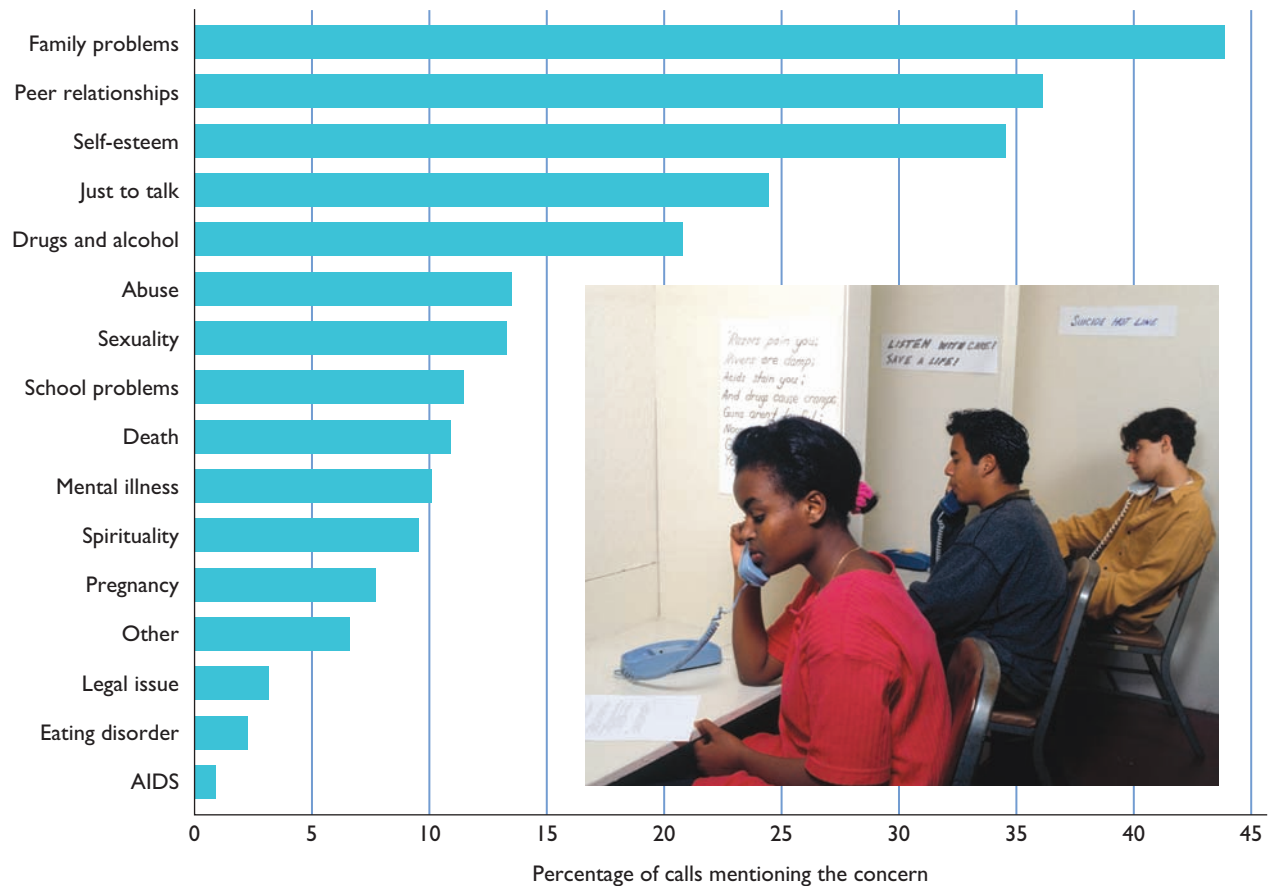 Family problems
Peer relationships
Self-esteem
Just to talk
Drugs and alcohol
Abuse
Sexuality
School problems
Death
Mental illness
Spirituality
Pregnancy
Other
Legal issue
Eating disorder
AIDS
'Razors pain you;
Rivers are damp;
Acids stain you;
And drugs cause cramps.
Guns aren't
LISTEN WITH CARE!
SAVE A LIFE!
SUICIDE HOT LINE
0 5 10 15 20 25 30 35 40 45
Percentage of calls mentioning the concern